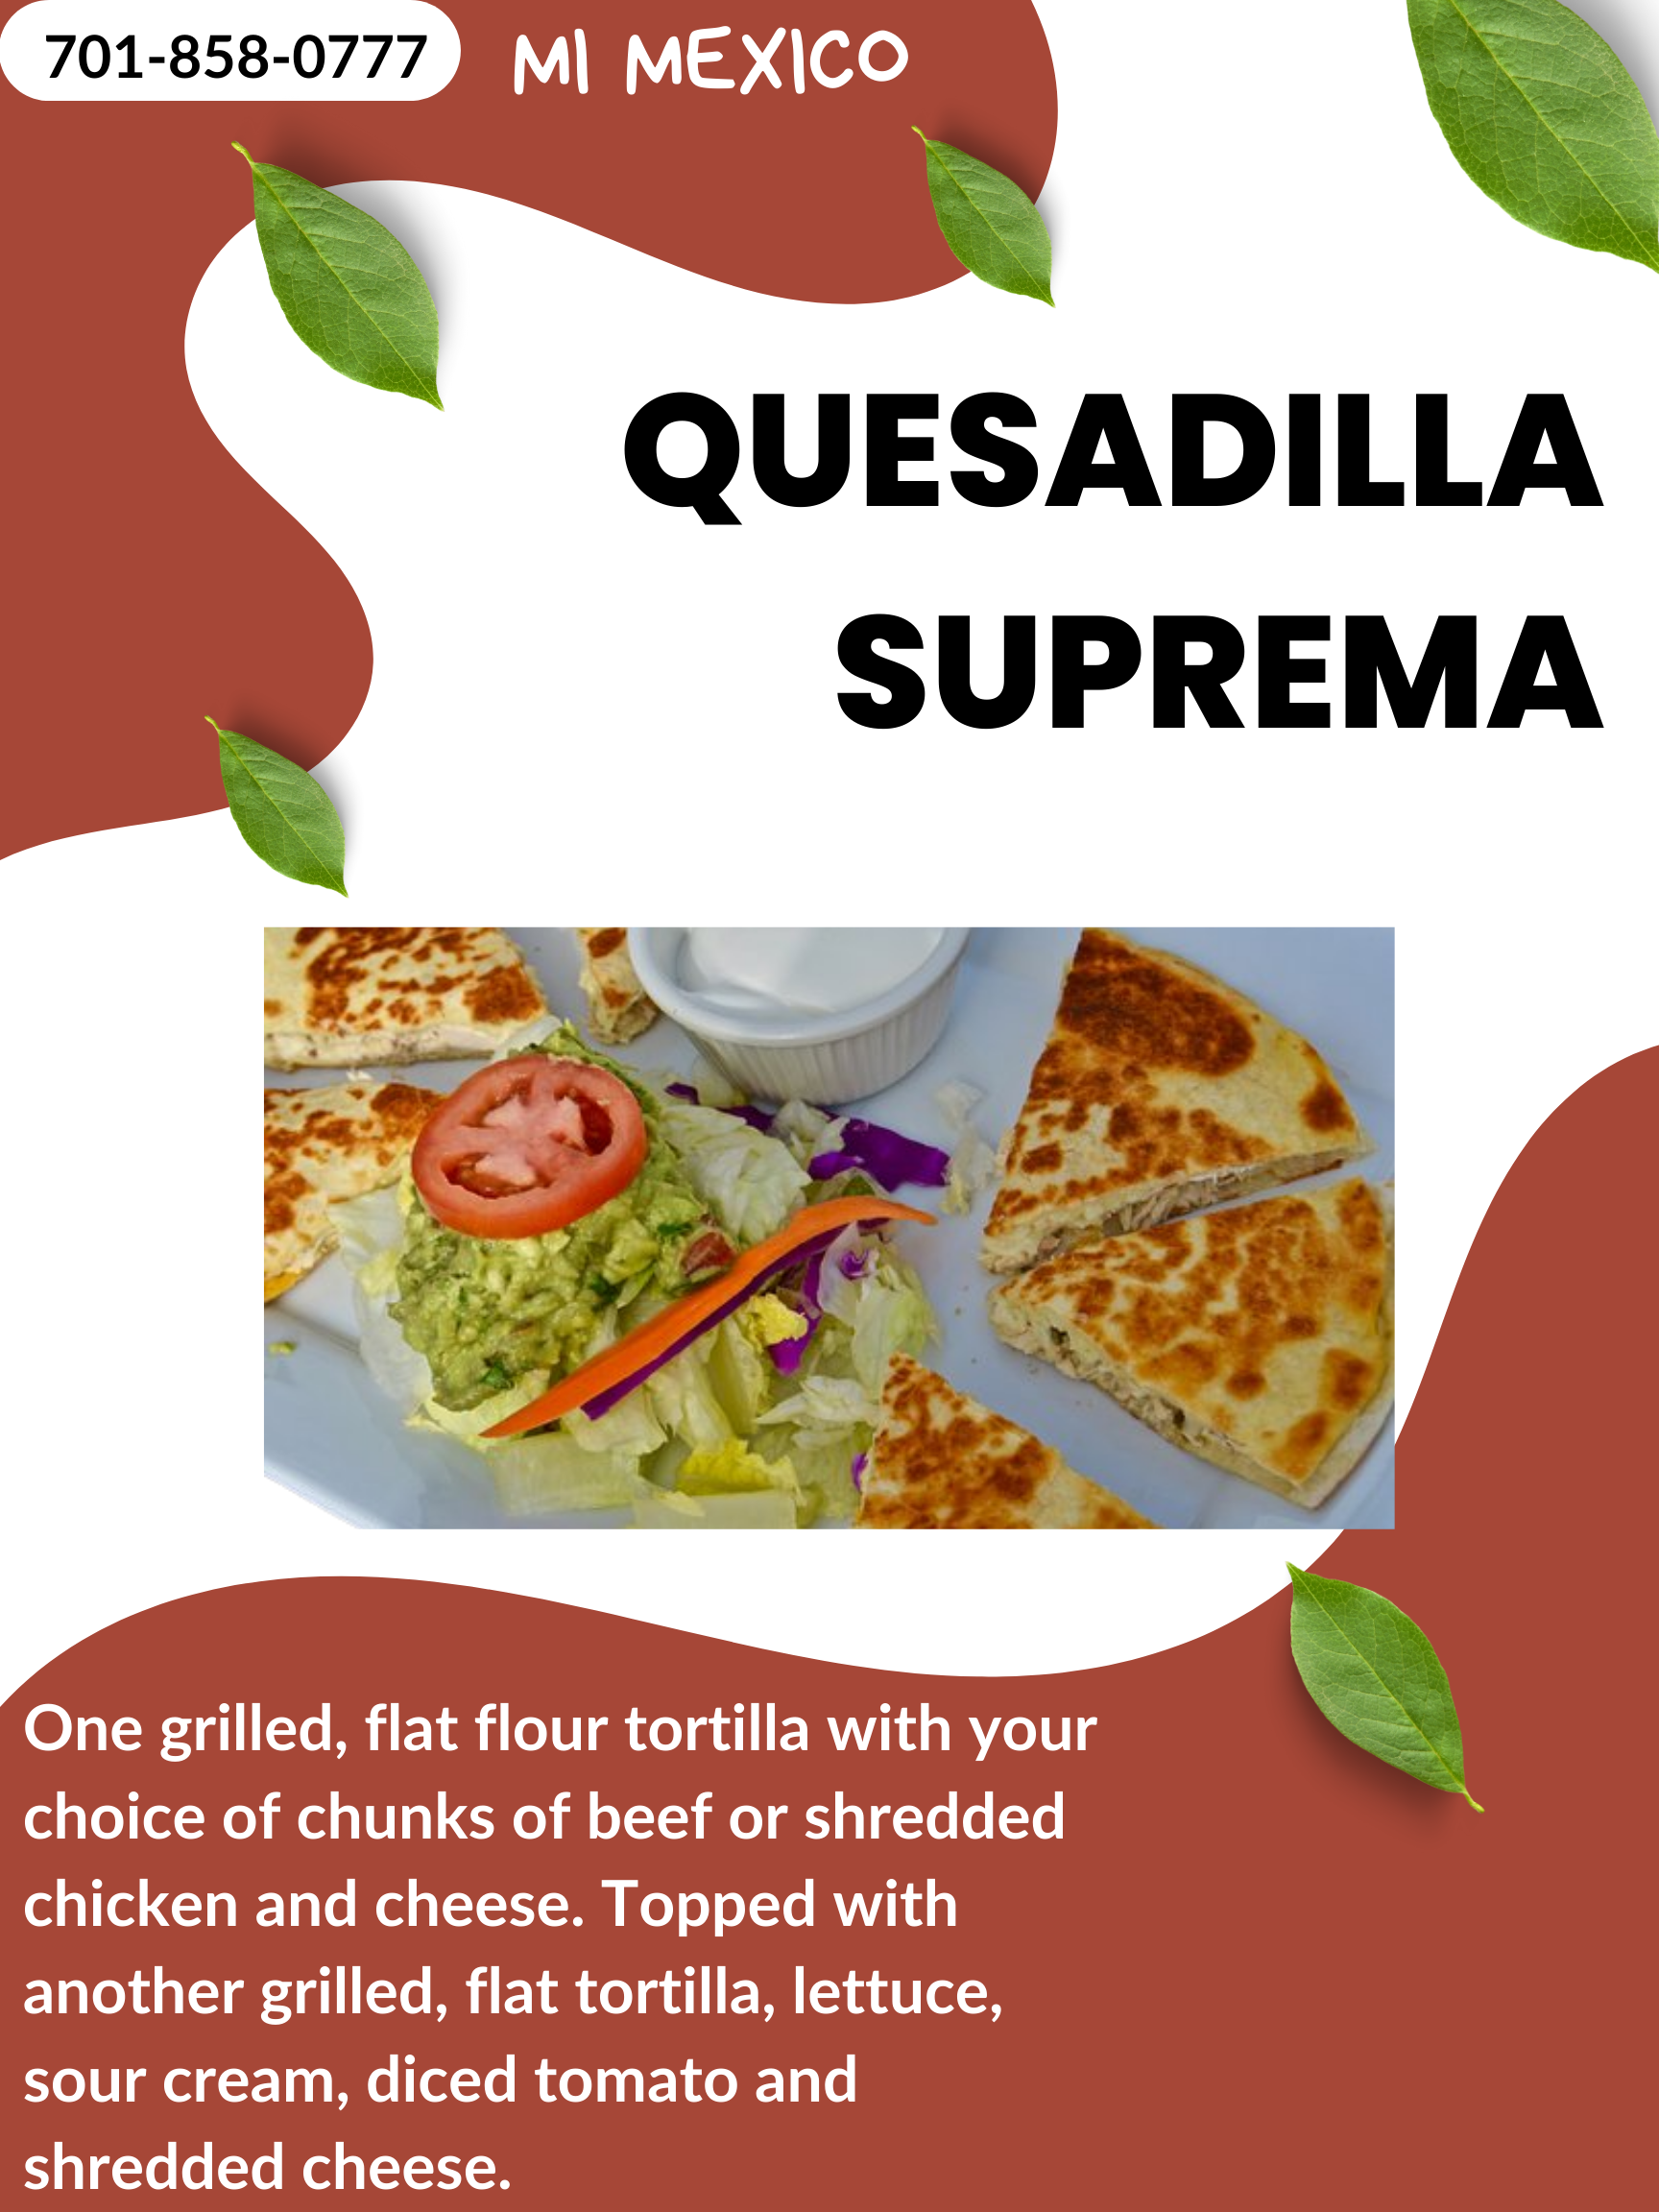 701-858-0777 MI MEXICO
QUESADILLA
SUPREMA
One grilled, flat flour tortilla with your
choice of chunks of beef or shredded
chicken and cheese. Topped with
another grilled, flat tortilla, lettuce,
sour cream, diced tomato and
shredded cheese.